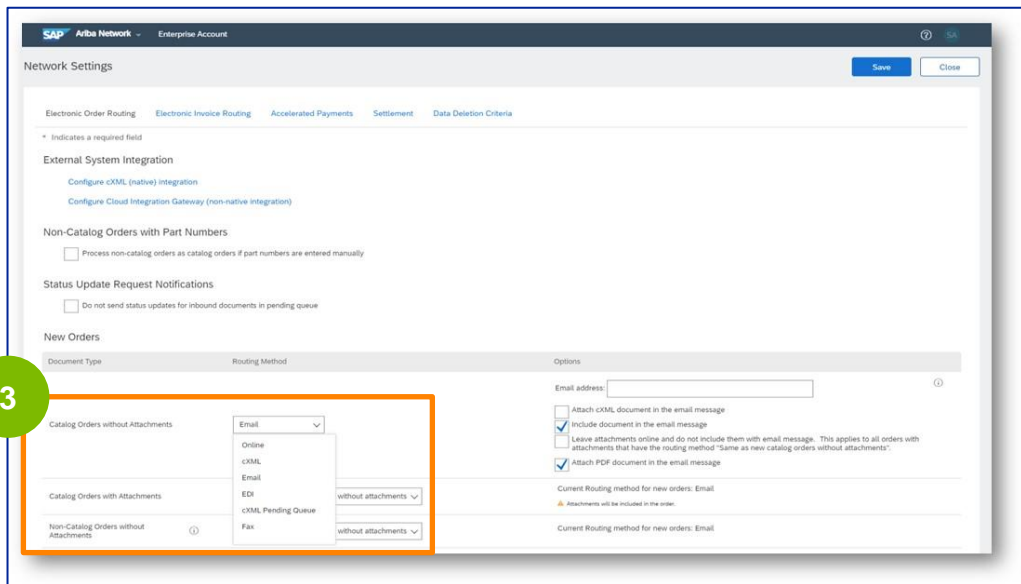 SAP Ariba Network Enterprise Account SA
Network Settings Save Close
Electronic Order Routing Electronic Invoice Routing Accelerated Payments Settlement Data Deletion Criteria
* Indicates a required field
External System Integration
Configure cXML (native) integration
Configure Cloud Integration Gateway (non-native integration)
Non-Catalog Orders with Part Numbers
Process non-catalog orders as catalog orders if part numbers are entered manually
Status Update Request Notifications
Do not send status updates for inbound documents in pending queue
New Orders
Document Type Routing Method Options
3
Catalog Orders without Attachments
Email
Online
cXML
Email
EDI
cXML Pending Queue
Fax
Email address:
Attach cXML document in the email message
Include document in the email message
Leave attachments online and do not include them with email message. This applies to all orders with
attachments that have the routing method "Same as new catalog orders without attachments".
Attach PDF document in the email message
Catalog Orders with Attachments
without attachments
Current Routing method for new orders: Email
Attachments will be included in the order.
Non-Catalog Orders without
Attachments
without attachments
Current Routing method for new orders: Email